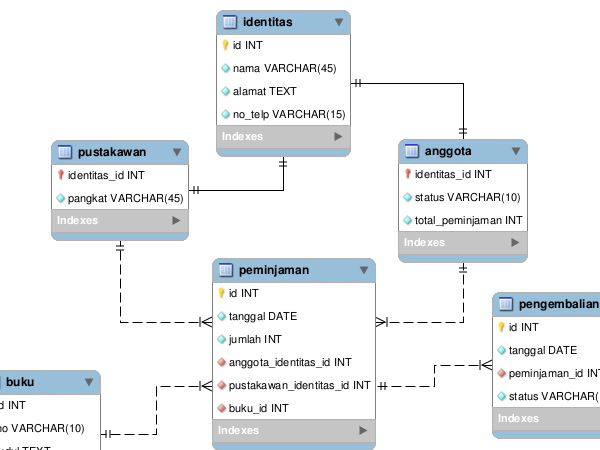 identitas
id INT
nama VARCHAR(45)
alamat TEXT
no_telp VARCHAR(15)
Indexes
pustakawan
identitas_id INT
pangkat VARCHAR(45)
Indexes
anggota
identitas_id INT
status VARCHAR(10)
total_peminjaman INT
Indexes
peminjaman
id INT
tanggal DATE
jumlah INT
anggota_identitas_id INT
pustakawan_identitas_id INT
buku_id INT
Indexes
pengembalian
id INT
tanggal DATE
peminjaman_id INT
status VARCHAR(
Indexes
buku
d INT
no VARCHAR(10)
TEXT